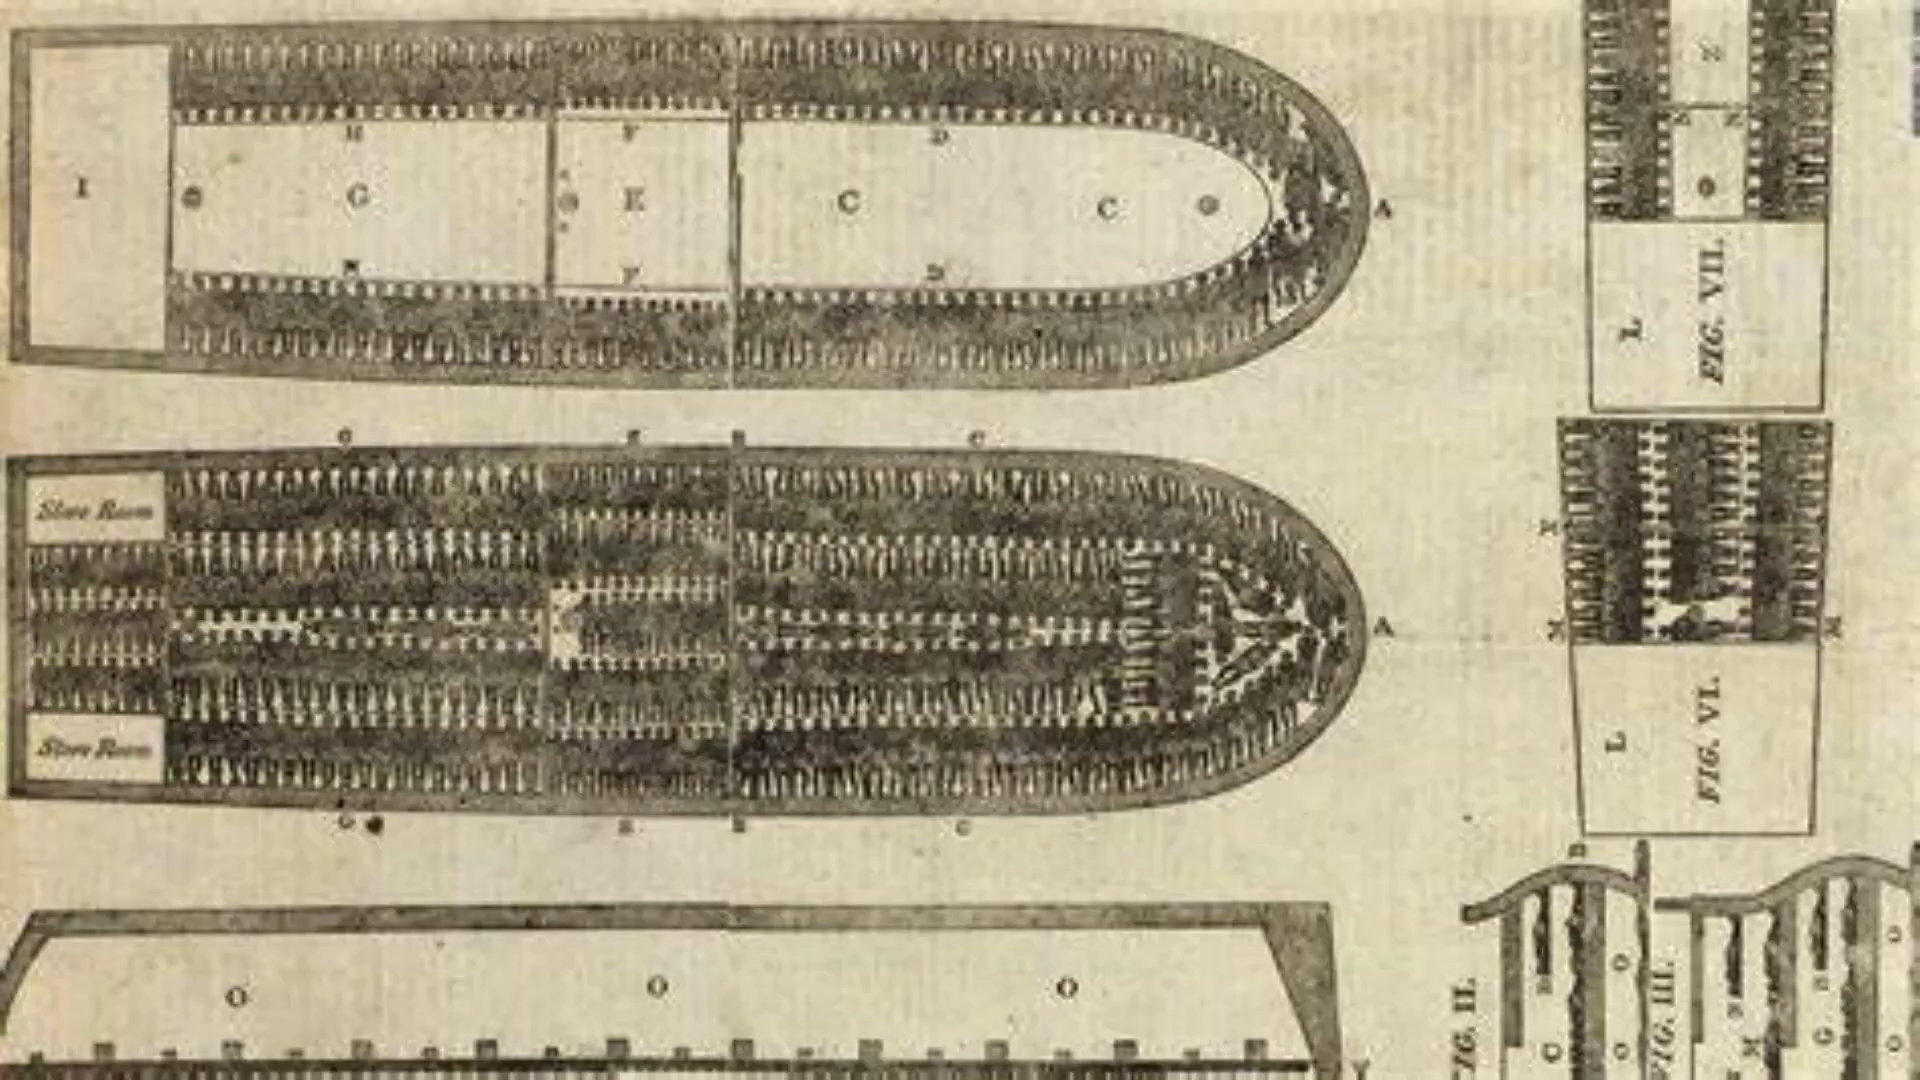 H
F
D
I
G
E
C
C
A
H
F
D
Z
N
N
L
FIG. VII.
G
E
B
C
Store Room
A
Store Room
G
E
B
C
K
M
M
L
FIG. VI.
O
O
O
Y
FIG. II.
B
B
C
O
O
FIG. III.
N
M
B
G
O
O